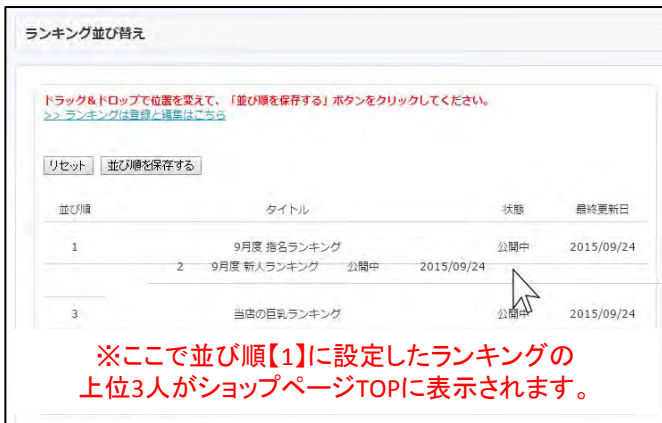 ランキング並び替え
ドラッグ&ドロップで位置を変えて、「並び順を保存する」ボタンをクリックしてください。
>> ランキングは登録と編集はこちら
リセット 並び順を保存する
並び順 タイトル 状態 最終更新日
1 9月度 指名ランキング 公開中 2015/09/24
2 9月度 新人ランキング 公開中 2015/09/24
3 当店の巨乳ランキング 公開中 2015/09/24
※ここで並び順【1】に設定したランキングの
上位3人がショップページTOPに表示されます。